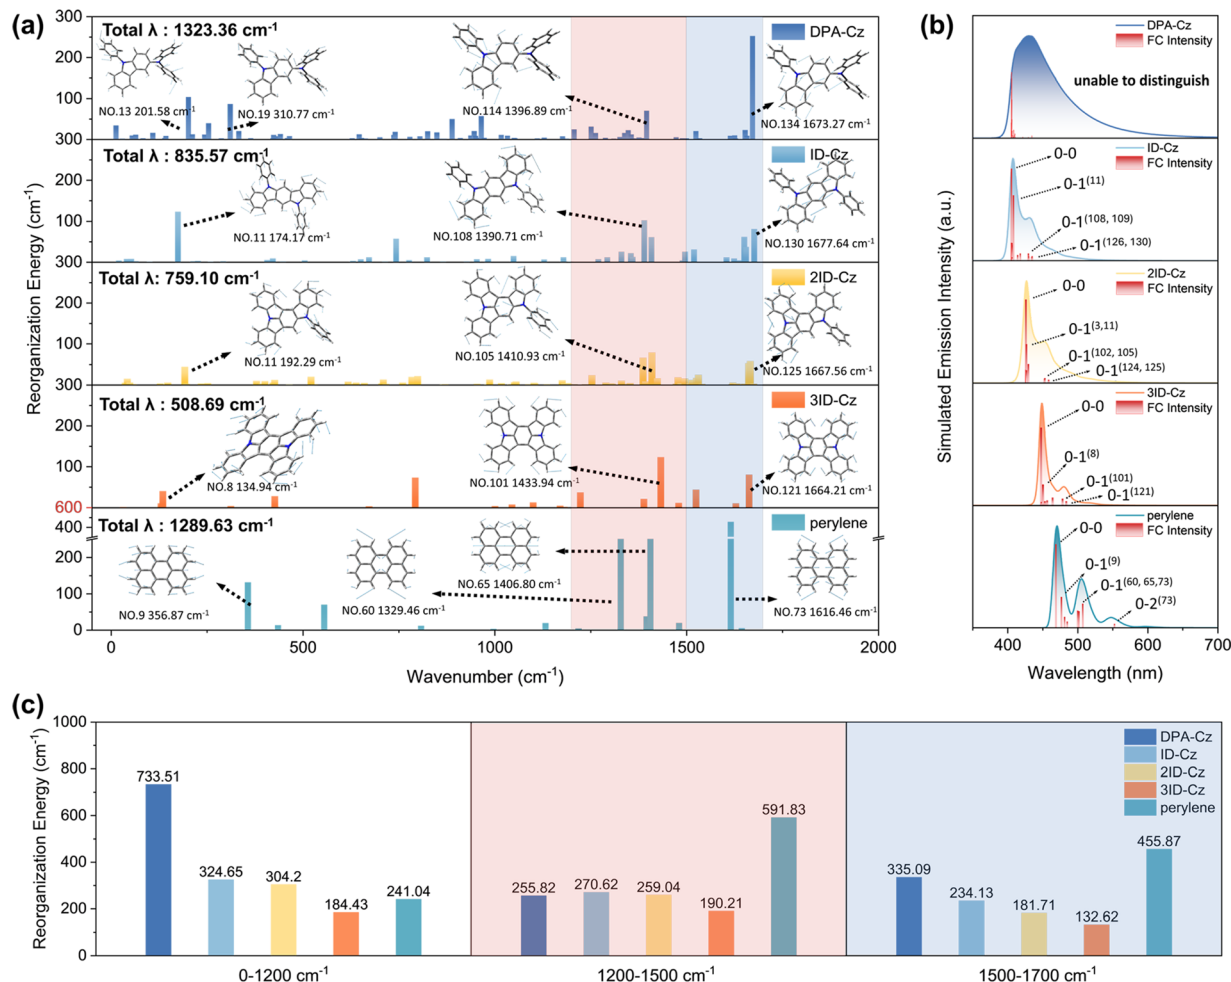 (a)
Reorganization Energy (cm-1)
300
200
100
300
Total λ : 1323.36 cm-1
DPA-Cz
NO.13 201.58 cm-1
NO.19 310.77 cm-1
NO.114 1396.89 cm-1
NO.134 1673.27 cm-1
200
100
300
Total λ : 835.57 cm-1
ID-Cz
NO.11 174.17 cm-1
NO.108 1390.71 cm-1
NO.130 1677.64 cm-1
200
100
300
Total λ : 759.10 cm-1
2ID-Cz
NO.11 192.29 cm-1
NO.105 1410.93 cm-1
NO.125 1667.56 cm-1
200
100
600
Total λ : 508.69 cm-1
3ID-Cz
NO.8 134.94 cm-1
NO.101 1433.94 cm-1
NO.121 1664.21 cm-1
400
200
100
0
Total λ : 1289.63 cm-1
perylene
NO.9 356.87 cm-1
NO.60 1329.46 cm-1
NO.65 1406.80 cm-1
NO.73 1616.46 cm-1
0
500
1000
1500
2000
Wavenumber (cm-1)
(b)
Simulated Emission Intensity (a.u.)
DPA-Cz
FC Intensity
unable to distinguish
ID-Cz
FC Intensity
0-0
0-1(11)
0-1(108, 109)
0-1(126, 130)
2ID-Cz
FC Intensity
0-0
0-1(3,11)
0-1(102, 105)
0-1(124, 125)
3ID-Cz
FC Intensity
0-0
0-1(8)
0-1(101)
0-1(121)
perylene
FC Intensity
0-0
0-1(9)
0-1(60, 65,73)
0-2(73)
400
500
600
700
Wavelength (nm)
(c)
Reorganization Energy (cm-1)
1000
800
600
400
200
0
733.51
324.65
304.2
184.43
241.04
255.82
270.62
259.04
190.21
591.83
335.09
234.13
181.71
132.62
455.87
DPA-Cz
ID-Cz
2ID-Cz
3ID-Cz
perylene
0-1200 cm-1
1200-1500 cm-1
1500-1700 cm-1